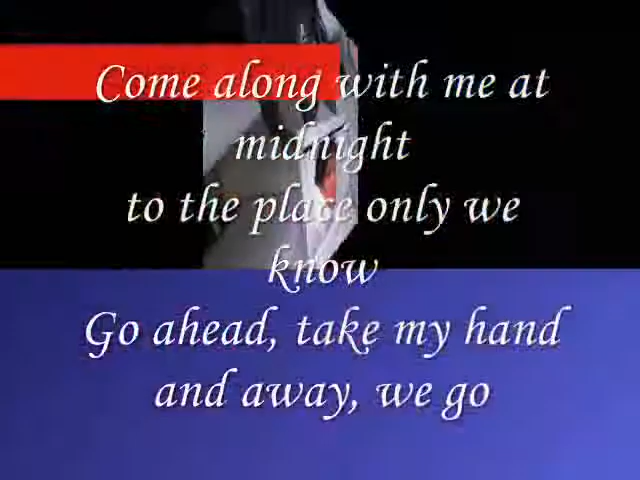 Come along with me at
midnight
to the place only we
know
Go ahead, take my hand
and away, we go